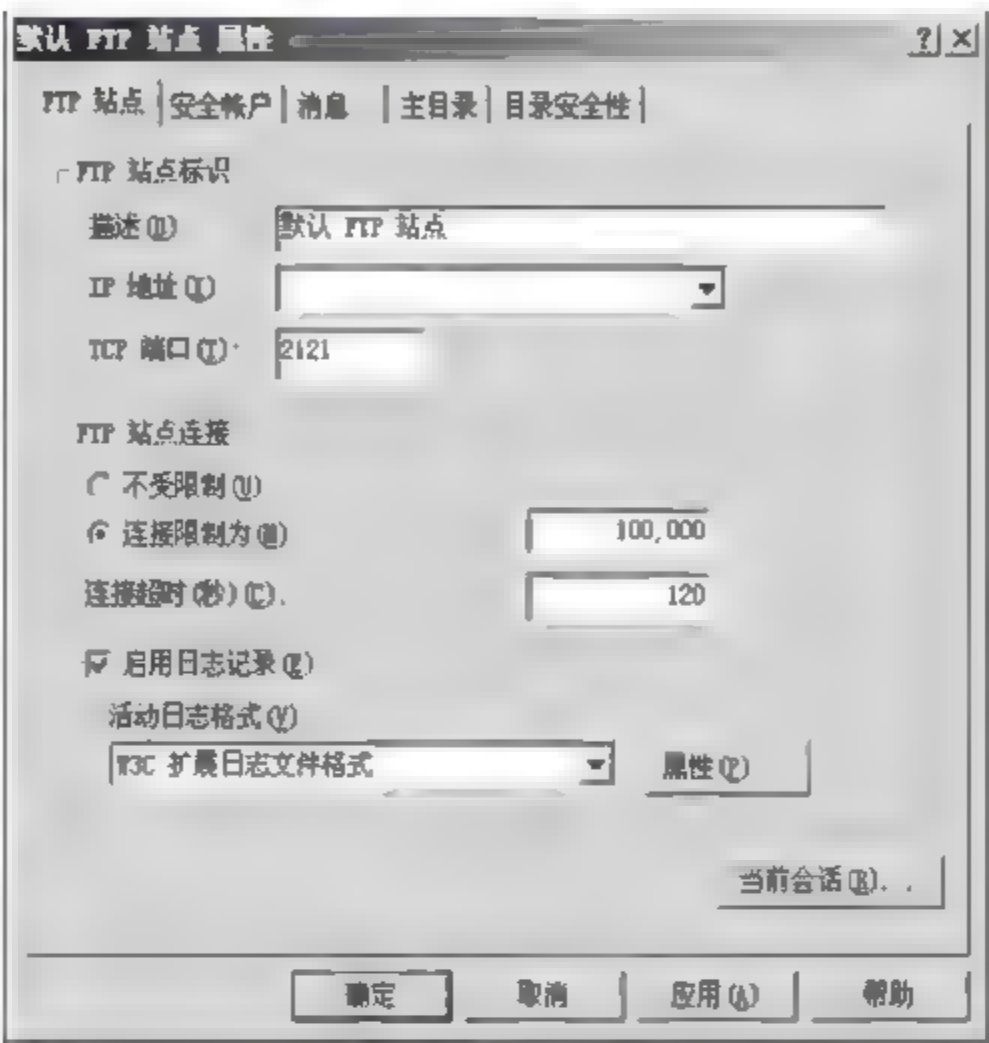 默认 FTP 站点 属性 ? ×
FTP 站点 安全帐户 消息 主目录 目录安全性
FTP 站点标识
描述(D)
默认 FTP 站点
IP 地址(I)
TCP 端口(T):
2121
FTP 站点连接
不受限制(U)
连接限制为(M)
100,000
连接超时(秒)(C).
120
启用日志记录(E)
活动日志格式(V)
W3C 扩展日志文件格式
属性(P)
当前会话(R)..
确定 取消 应用(A) 帮助